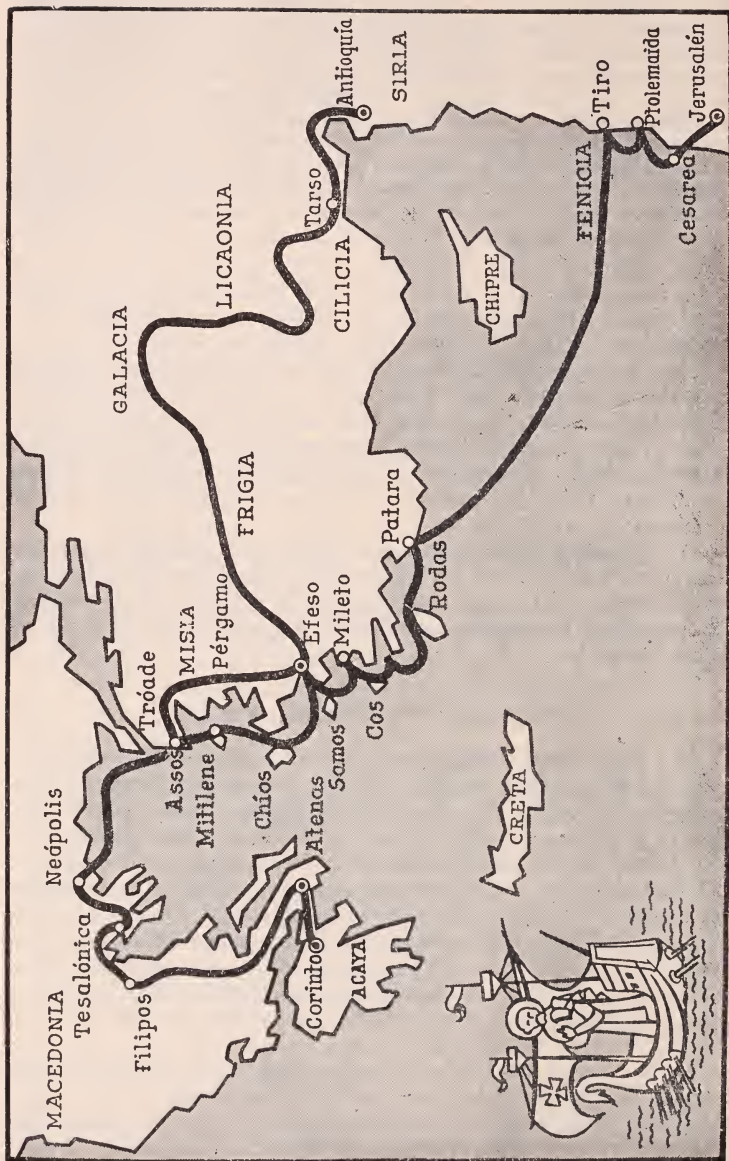 MACEDONIA
Tesalónica
Filipos
Neápolis
Corinto
ACAYA
Atenas
Tróade
Assos
MISIA
Mitilene
Pérgamo
Chíos
Efeso
Samos
Mileto
Cos
Rodas
Patara
CRETA
FRIGIA
GALACIA
LICAONIA
CILICIA
Tarso
Antioquía
SIRIA
CHIPRE
FENICIA
Tiro
Ptolemaida
Cesarea
Jerusalén